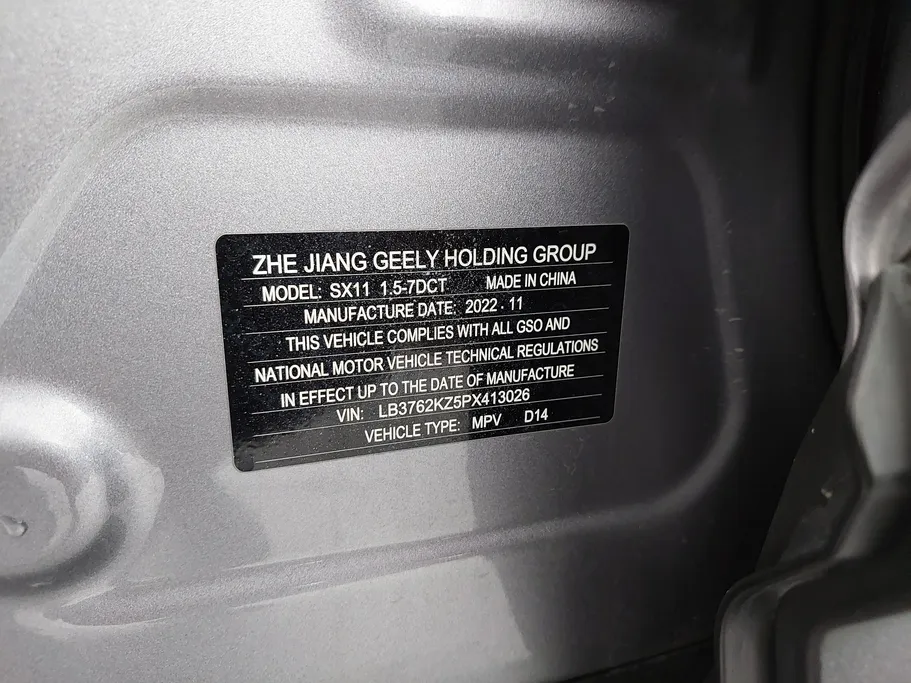 ZHE JIANG GEELY HOLDING GROUP
MODEL: SX11 1.5-7DCT MADE IN CHINA
MANUFACTURE DATE: 2022.11
THIS VEHICLE COMPLIES WITH ALL GSO AND
NATIONAL MOTOR VEHICLE TECHNICAL REGULATIONS
IN EFFECT UP TO THE DATE OF MANUFACTURE
VIN: LB3762KZ5PX413026
VEHICLE TYPE: MPV D14